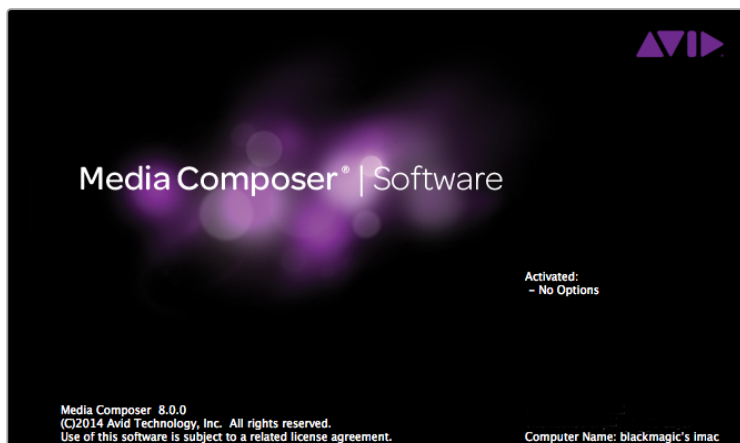 AVID
Media Composer® | Software
Activated:
– No Options
Media Composer 8.0.0
(C)2014 Avid Technology, Inc. All rights reserved.
Use of this software is subject to a related license agreement.
Computer Name: blackmagic's imac